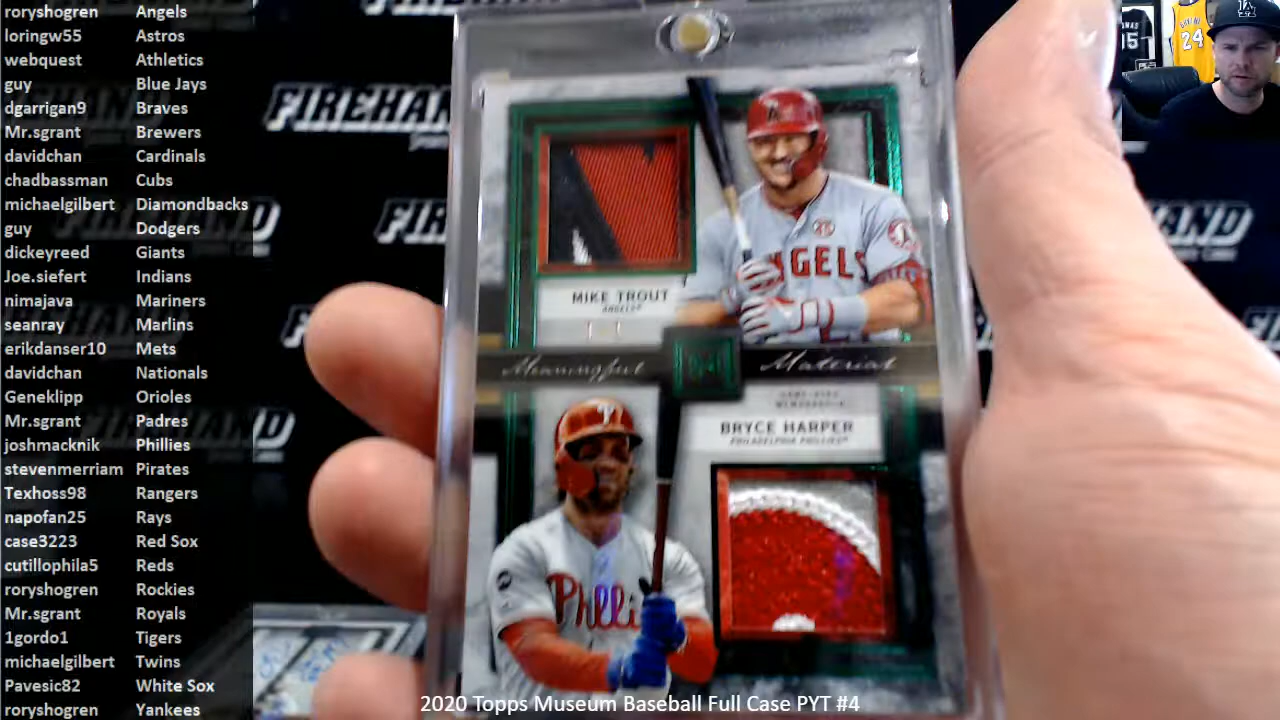 roryshogren Angels
loringw55 Astros
webquest Athletics
guy Blue Jays
dgarrigan9 Braves
Mr.sgrant Brewers
davidchan Cardinals
chadbassman Cubs
michaelgilbert Diamondbacks
guy Dodgers
dickeyreed Giants
Joe.siefert Indians
nimajava Mariners
seanray Marlins
erikdanser10 Mets
davidchan Nationals
Geneklipp Orioles
Mr.sgrant Padres
joshmacknik Phillies
stevenmerriam Pirates
Texhoss98 Rangers
napofan25 Rays
case3223 Red Sox
cutillophila5 Reds
roryshogren Rockies
Mr.sgrant Royals
1gordo1 Tigers
michaelgilbert Twins
Pavesic82 White Sox
roryshogren Yankees
FIREHAND
ANGELS
MIKE TROUT
ANGELS®
Meaningful Material
BRYCE HARPER
PHILADELPHIA PHILLIES®
Philli
24
LA
2020 Topps Museum Baseball Full Case PYT #4